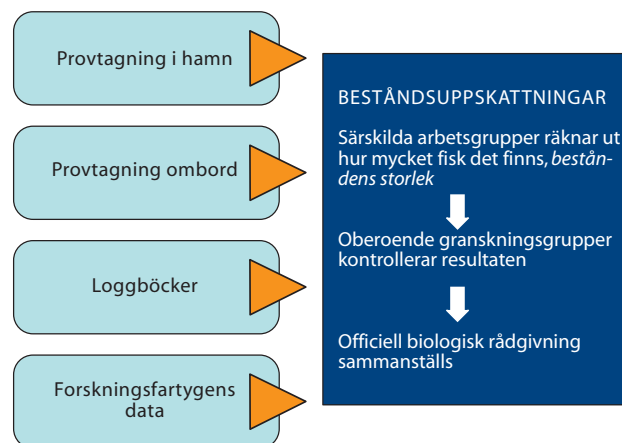 Provtagning i hamn
Provtagning ombord
Loggböcker
Forskningsfartygens
data
BESTÅNDSUPPSKATTNINGAR
Särskilda arbetsgrupper räknar ut
hur mycket fisk det finns, bestån-
dens storlek
Oberoende granskningsgrupper
kontrollerar resultaten
Officiell biologisk rådgivning
sammanställs